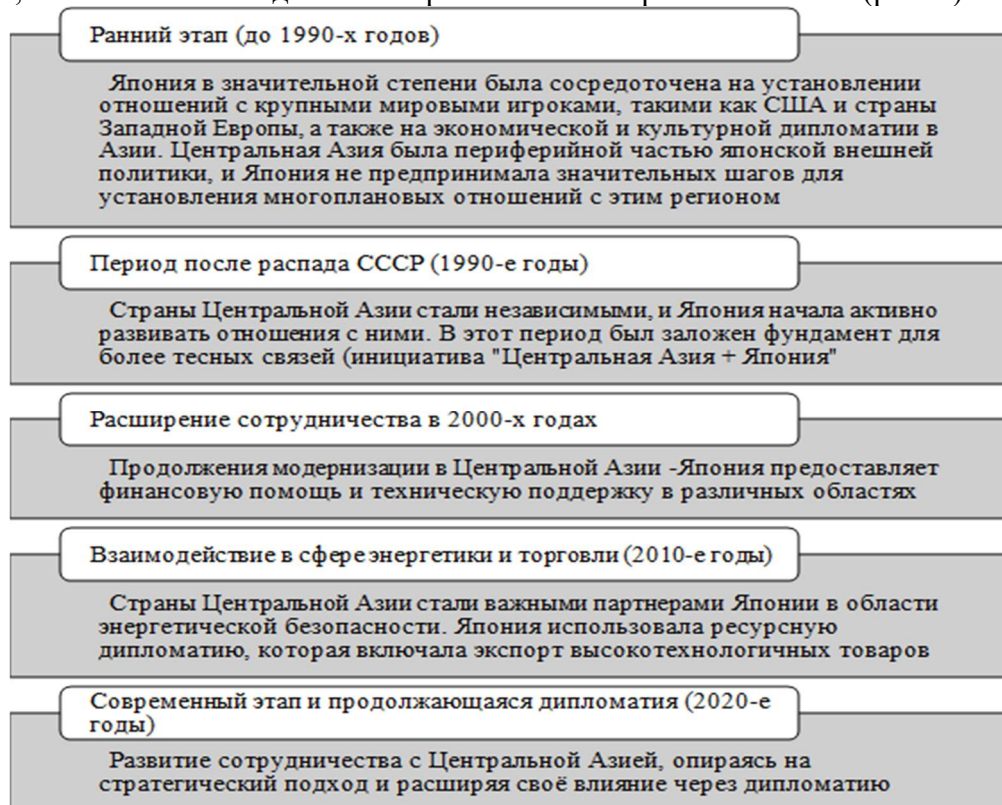 Ранний этап (до 1990-х годов)
Япония в значительной степени была сосредоточена на установлении
отношений с крупными мировыми игроками, такими как США и страны
Западной Европы, а также на экономической и культурной дипломатии в
Азии. Центральная Азия была периферийной частью японской внешней
политики, и Япония не предпринимала значительных шагов для
установления многоплановых отношений с этим регионом
Период после распада СССР (1990-е годы)
Страны Центральной Азии стали независимыми, и Япония начала активно
развивать отношения с ними. В этот период был заложен фундамент для
более тесных связей (инициатива "Центральная Азия + Япония"
Расширение сотрудничества в 2000-х годах
Продолжения модернизации в Центральной Азии -Япония предоставляет
финансовую помощь и техническую поддержку в различных областях
Взаимодействие в сфере энергетики и торговли (2010-е годы)
Страны Центральной Азии стали важными партнерами Японии в области
энергетической безопасности. Япония использовала ресурсную
дипломатию, которая включала экспорт высокотехнологичных товаров
Современный этап и продолжающаяся дипломатия (2020-е
годы)
Развитие сотрудничества с Центральной Азией, опираясь на
стратегический подход и расширяя своё влияние через дипломатию